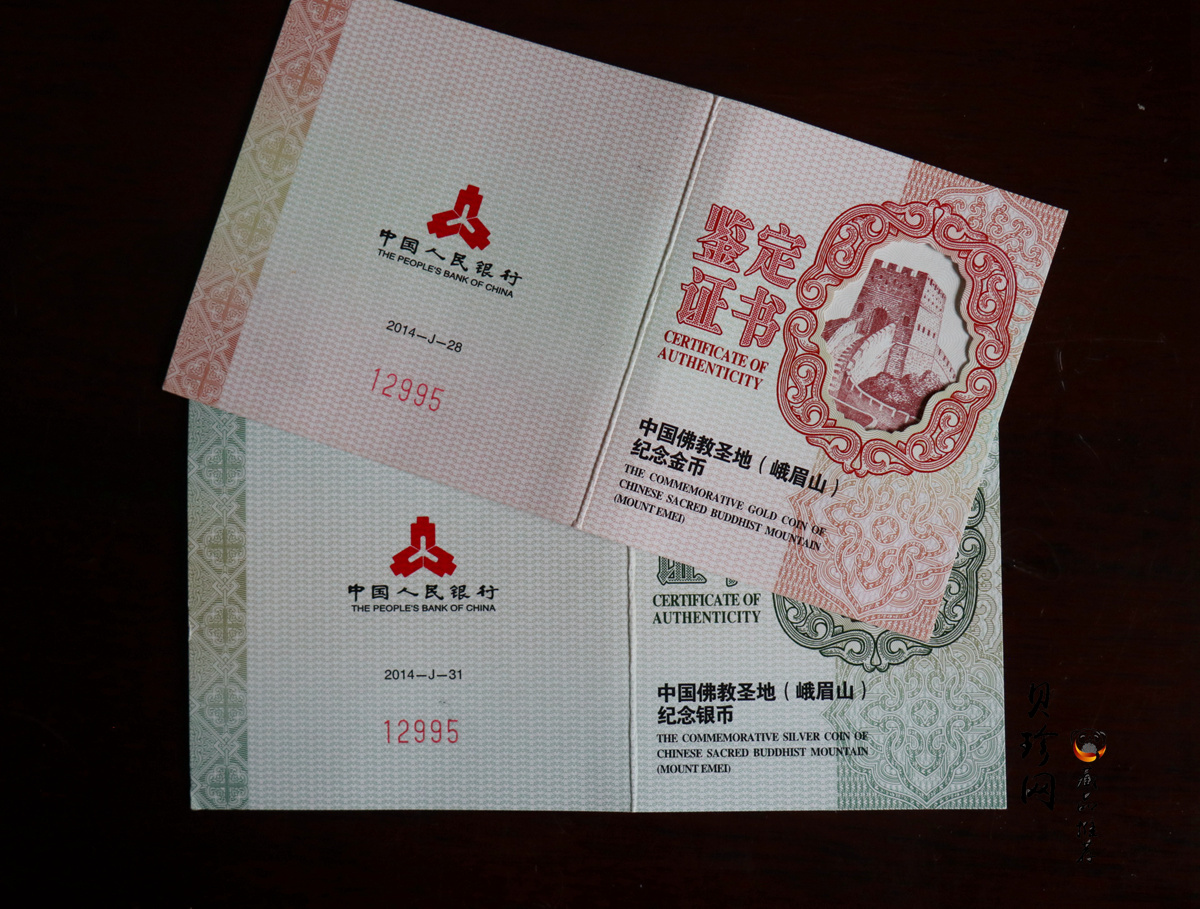 中国人民银行
THE PEOPLE'S BANK OF CHINA
2014—J—28
12995
鉴定
证书
CERTIFICATE OF
AUTHENTICITY
中国佛教圣地（峨眉山）
纪念金币
THE COMMEMORATIVE GOLD COIN OF
CHINESE SACRED BUDDHIST MOUNTAIN
(MOUNT EMEI)
中国人民银行
THE PEOPLE'S BANK OF CHINA
2014—J—31
12995
CERTIFICATE OF
AUTHENTICITY
中国佛教圣地（峨眉山）
纪念银币
THE COMMEMORATIVE SILVER COIN OF
CHINESE SACRED BUDDHIST MOUNTAIN
(MOUNT EMEI)
贝珍网